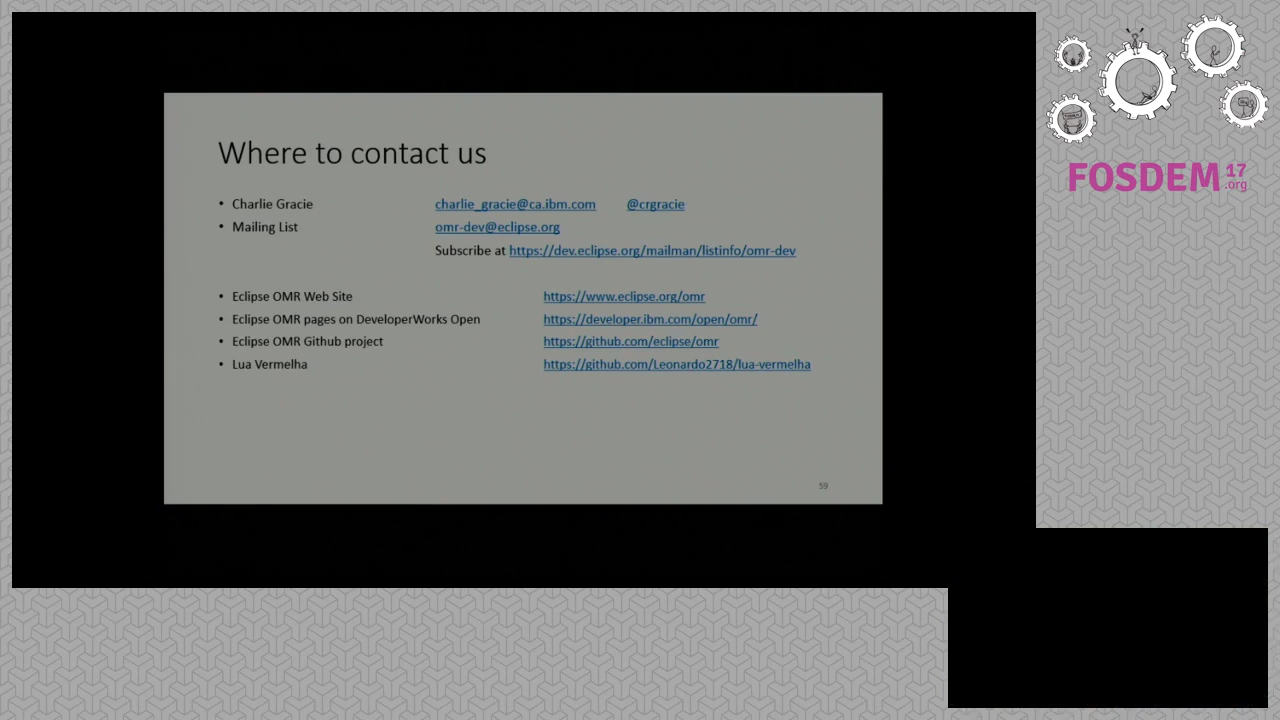 Where to contact us
• Charlie Gracie charlie_gracie@ca.ibm.com @crgracie
• Mailing List omr-dev@eclipse.org
Subscribe at https://dev.eclipse.org/mailman/listinfo/omr-dev
• Eclipse OMR Web Site https://www.eclipse.org/omr
• Eclipse OMR pages on DeveloperWorks Open https://developer.ibm.com/open/omr/
• Eclipse OMR Github project https://github.com/eclipse/omr
• Lua Vermelha https://github.com/Leonardo2718/lua-vermelha
59
FOSDEM 17
.org